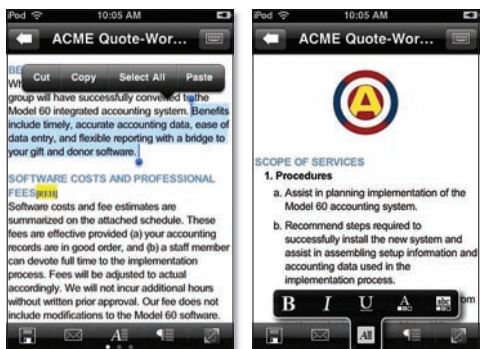 iPod 10:05 AM
ACME Quote-Wor...
Cut Copy Select All Paste
BE
Wh
group will have successfully converted to the
Model 60 integrated accounting system. Benefits
include timely, accurate accounting data, ease of
data entry, and flexible reporting with a bridge to
your gift and donor software.
SOFTWARE COSTS AND PROFESSIONAL
FEES
Software costs and fee estimates are
summarized on the attached schedule. These
fees are effective provided (a) your accounting
records are in good order, and (b) a staff member
can devote full time to the implementation
process. Fees will be adjusted to actual
accordingly. We will not incur additional hours
without written prior approval. Our fee does not
include modifications to the Model 60 software.
A
iPod 10:05 AM
ACME Quote-Wor...
A
SCOPE OF SERVICES
1. Procedures
a. Assist in planning implementation of the
Model 60 accounting system.
b. Recommend steps required to
successfully install the new system and
assist in assembling setup information and
accounting data used in the
implementation process.
om
B I U A abc
AB